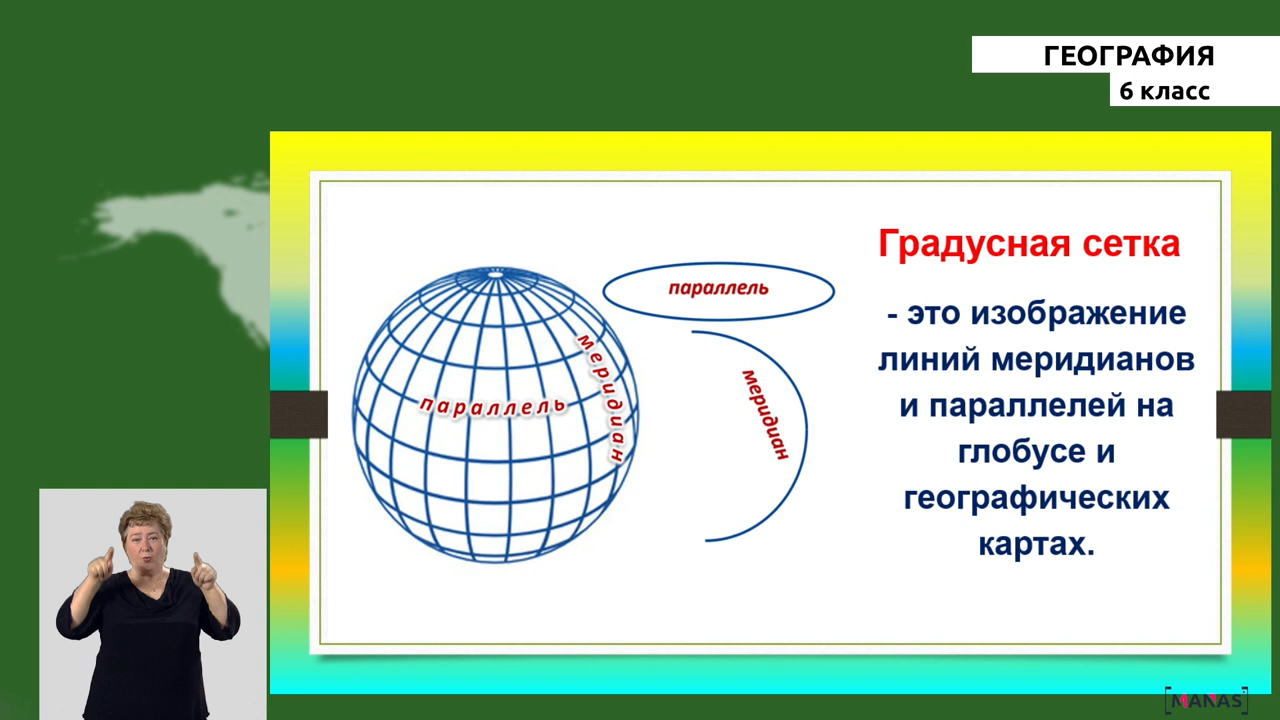 ГЕОГРАФИЯ
6 класс
Градусная сетка
- это изображение
линий меридианов
и параллелей на
глобусе и
географических
картах.
параллель
меридиан
параллель
меридиан
[MANAS]